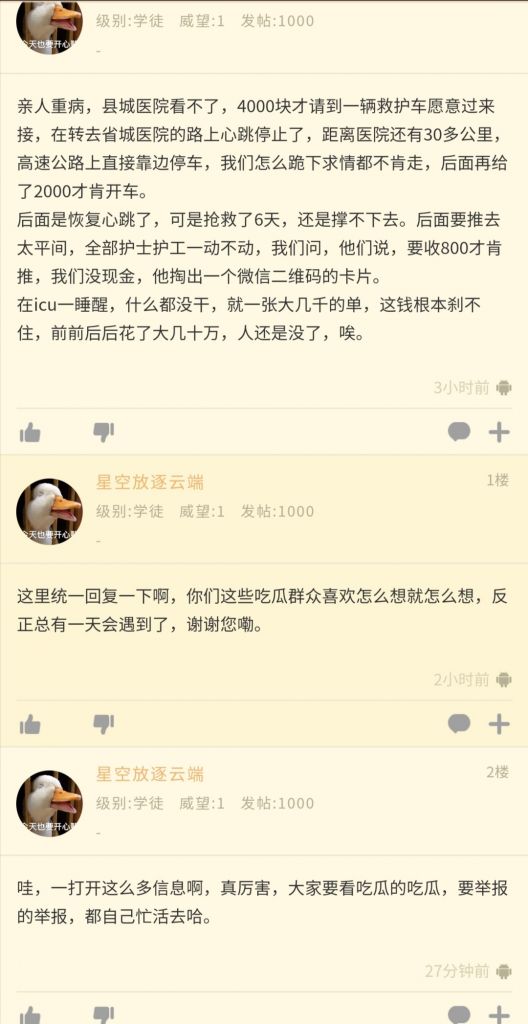 级别:学徒 威望:1 发帖:1000
今天也要开心
-
亲人重病，县城医院看不了，4000块才请到一辆救护车愿意过来
接，在转去省城医院的路上心跳停止了，距离医院还有30多公里，
高速公路上直接靠边停车，我们怎么跪下求情都不肯走，后面再给
了2000才肯开车。
后面是恢复心跳了，可是抢救了6天，还是撑不下去。后面要推去
太平间，全部护士护工一动不动，我们问，他们说，要收800才肯
推，我们没现金，他掏出一个微信二维码的卡片。
在icu一睡醒，什么都没干，就一张大几千的单，这钱根本刹不
住，前前后后花了大几十万，人还是没了，唉。
3小时前
星空放逐云端
1楼
级别:学徒 威望:1 发帖:1000
今天也要开心
-
这里统一回复一下啊，你们这些吃瓜群众喜欢怎么想就怎么想，反
正总有一天会遇到了，谢谢您嘞。
2小时前
星空放逐云端
2楼
级别:学徒 威望:1 发帖:1000
今天也要开心
-
哇，一打开这么多信息啊，真厉害，大家要看吃瓜的吃瓜，要举报
的举报，都自己忙活去哈。
27分钟前